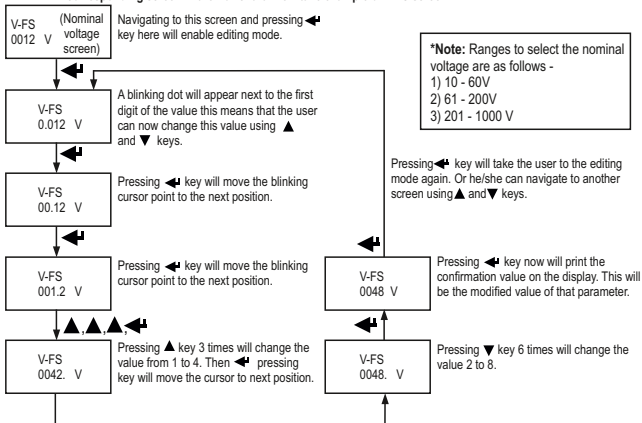 V-FS (Nominal
0012 V voltage
screen)
Navigating to this screen and pressing
key here will enable editing mode.
*Note: Ranges to select the nominal
voltage are as follows -
1) 10 - 60V
2) 61 - 200V
3) 201 - 1000 V
V-FS
0.012 V
A blinking dot will appear next to the first
digit of the value this means that the user
can now change this value using ▲
and ▼ keys.
V-FS
00.12 V
Pressing key will move the blinking
cursor point to the next position.
Pressing key will take the user to the editing
mode again. Or he/she can navigate to another
screen using ▲ and ▼ keys.
V-FS
001.2 V
Pressing key will move the blinking
cursor point to the next position.
V-FS
0048 V
Pressing key now will print the
confirmation value on the display. This will
be the modified value of that parameter.
▲,▲,▲,
V-FS
0042. V
Pressing ▲ key 3 times will change the
value from 1 to 4. Then pressing
key will move the cursor to next position.
V-FS
0048. V
Pressing ▼ key 6 times will change the
value 2 to 8.